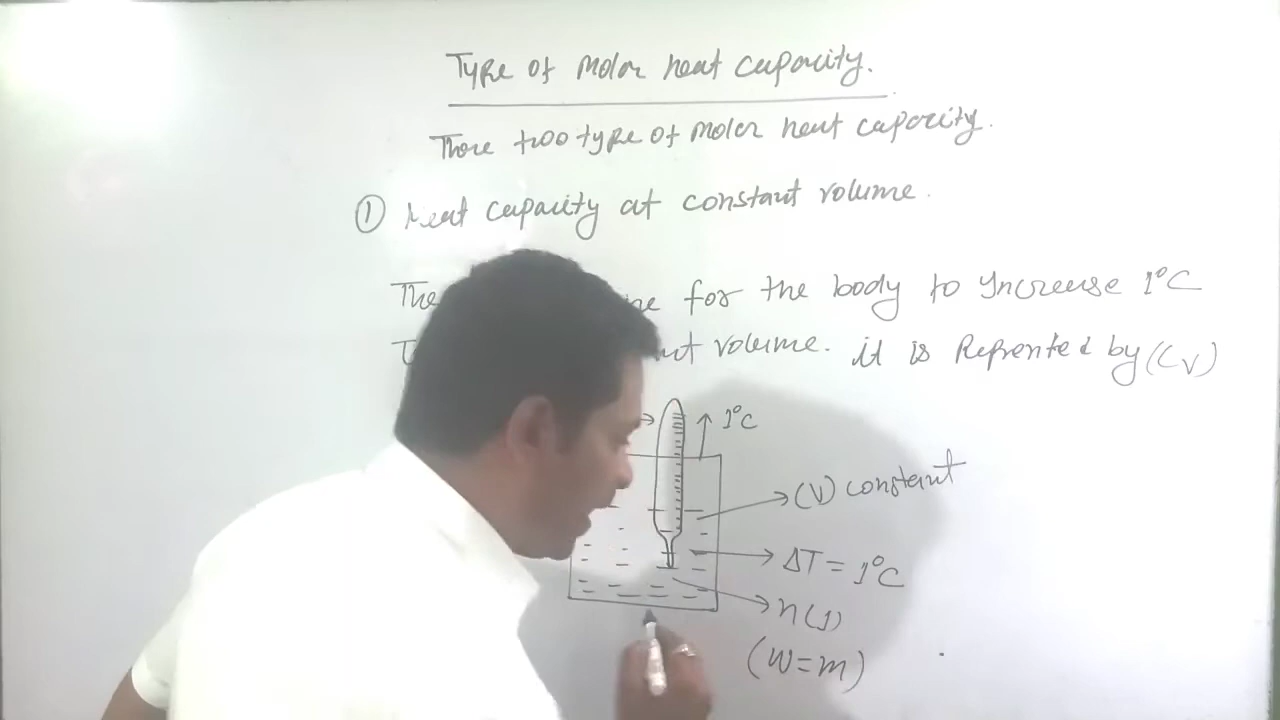 Type of molar heat capacity.
There two type of molar heat capacity.
① Heat capacity at constant volume.
The for the body to Increase 1°C
volume. it is Reprented by (Cv)
1°C
(V) constant
ΔT = 1°C
n(1)
(W=m)